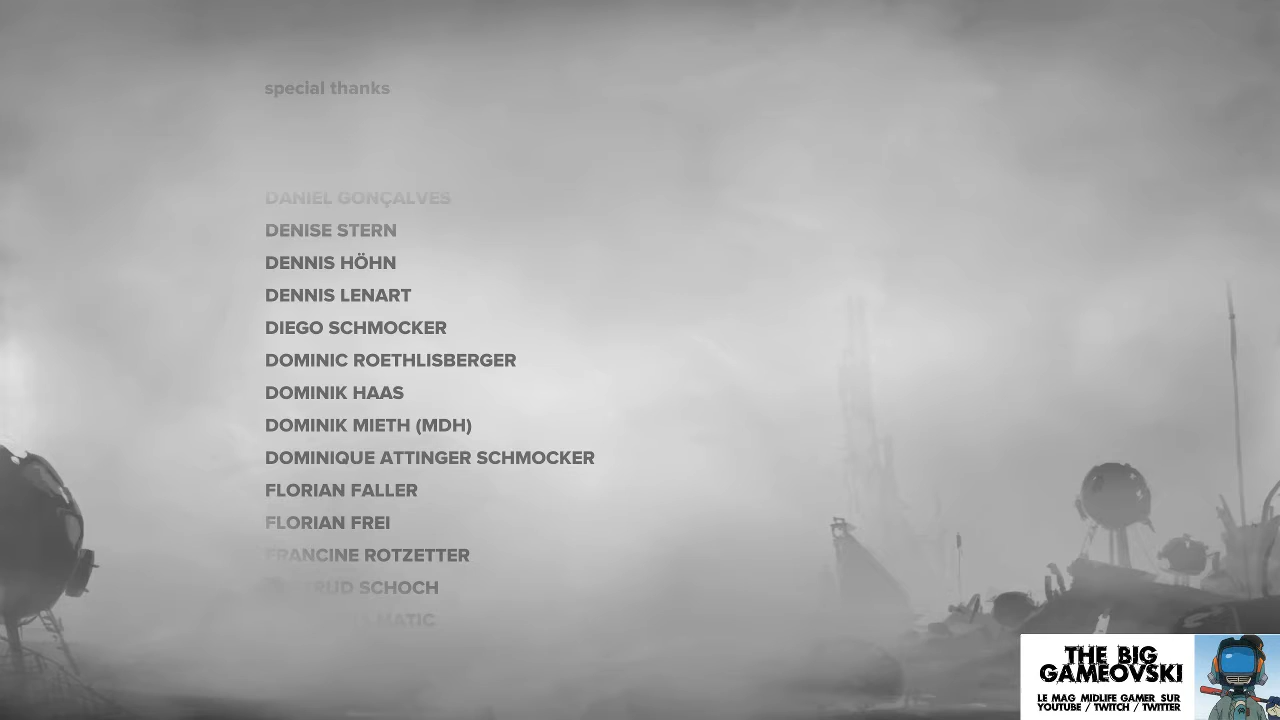 special thanks
DANIEL GONÇALVES
DENISE STERN
DENNIS HÖHN
DENNIS LENART
DIEGO SCHMOCKER
DOMINIC ROETHLISBERGER
DOMINIK HAAS
DOMINIK MIETH (MDH)
DOMINIQUE ATTINGER SCHMOCKER
FLORIAN FALLER
FLORIAN FREI
FRANCINE ROTZETTER
SCHOCH
THE BIG
GAMEOVSKI
LE MAG MIDLIFE GAMER SUR
YOUTUBE / TWITCH / TWITTER